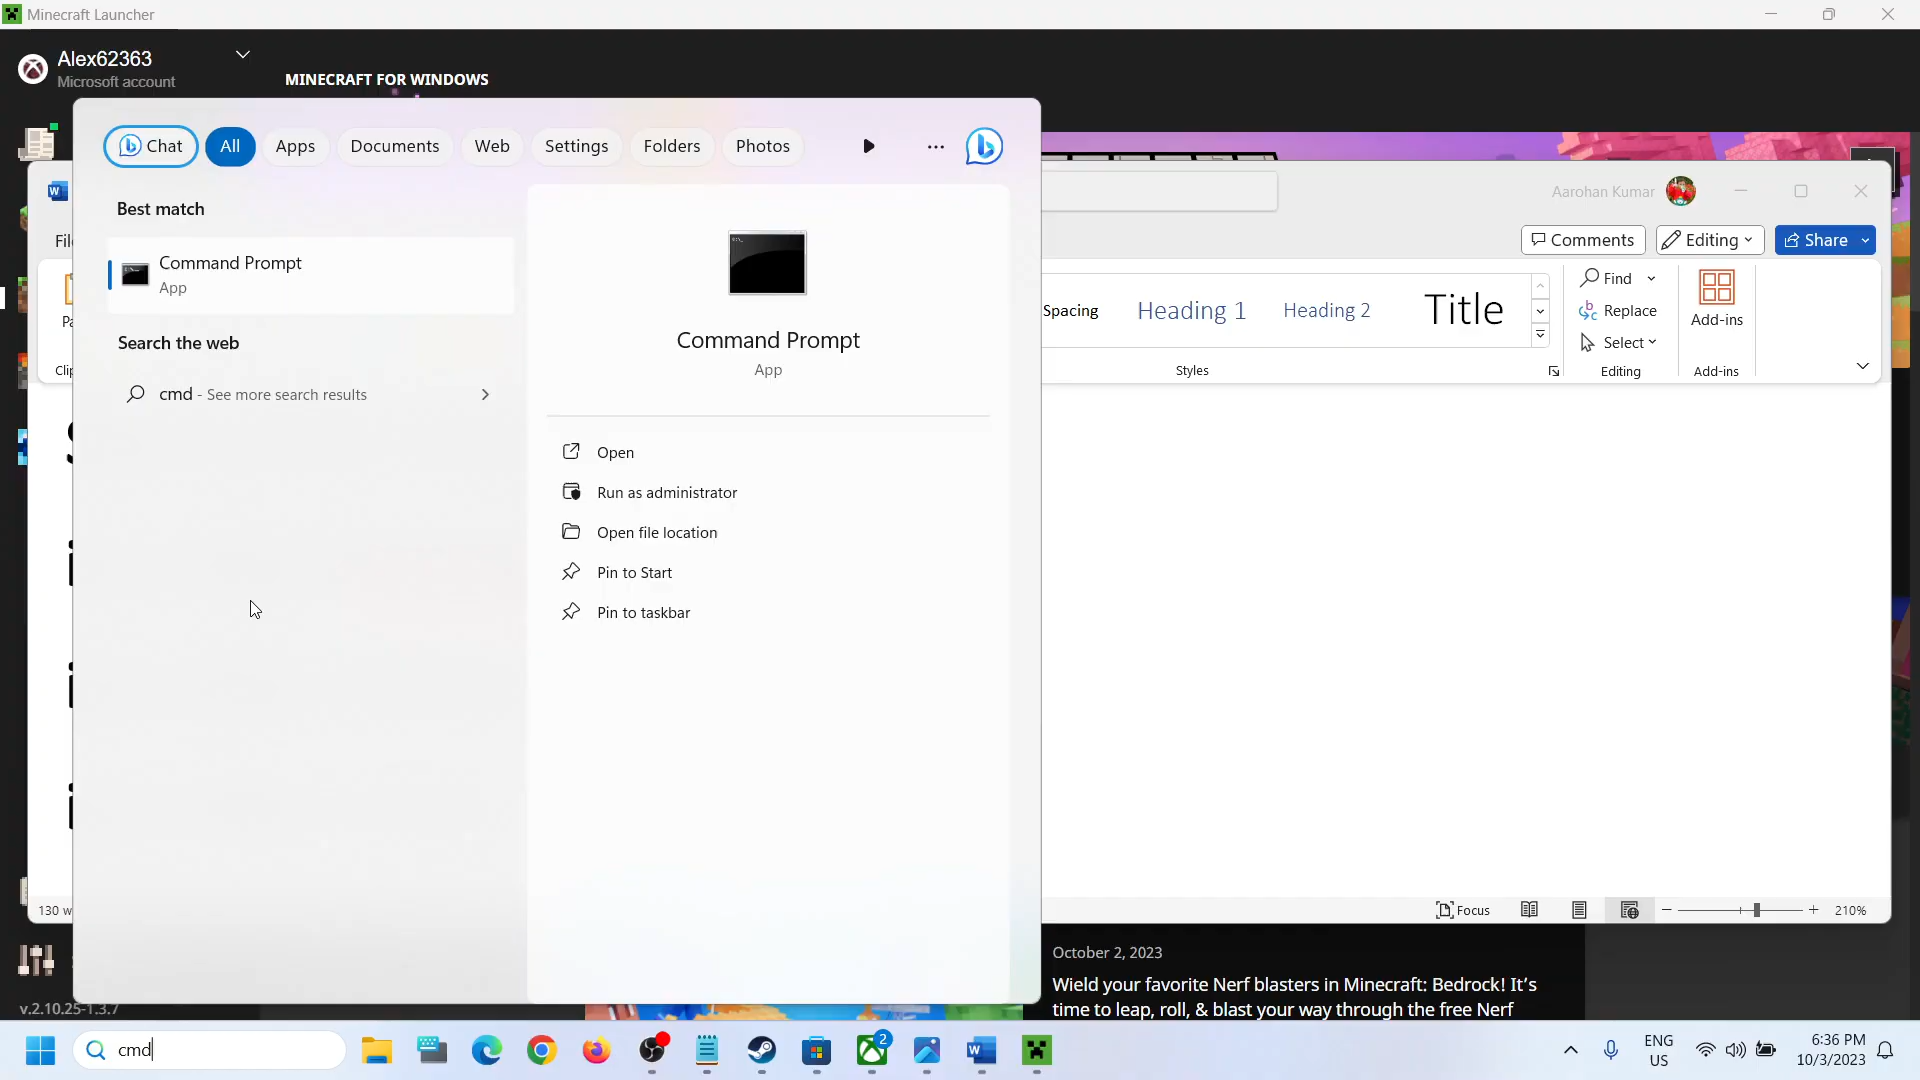 Minecraft Launcher
Alex62363
Microsoft account
MINECRAFT FOR WINDOWS
Chat
All
Apps
Documents
Web
Settings
Folders
Photos
Best match
Command Prompt
App
Search the web
cmd - See more search results
Command Prompt
App
Open
Run as administrator
Open file location
Pin to Start
Pin to taskbar
Aarohan Kumar
Comments
Editing
Share
Spacing
Heading 1
Heading 2
Title
Styles
Find
Replace
Select
Editing
Add-ins
Add-ins
Focus
210%
October 2, 2023
Wield your favorite Nerf blasters in Minecraft: Bedrock! It's
time to leap, roll, & blast your way through the free Nerf
v.2.10.25-1.3.7
cmd
2
ENG
US
6:36 PM
10/3/2023